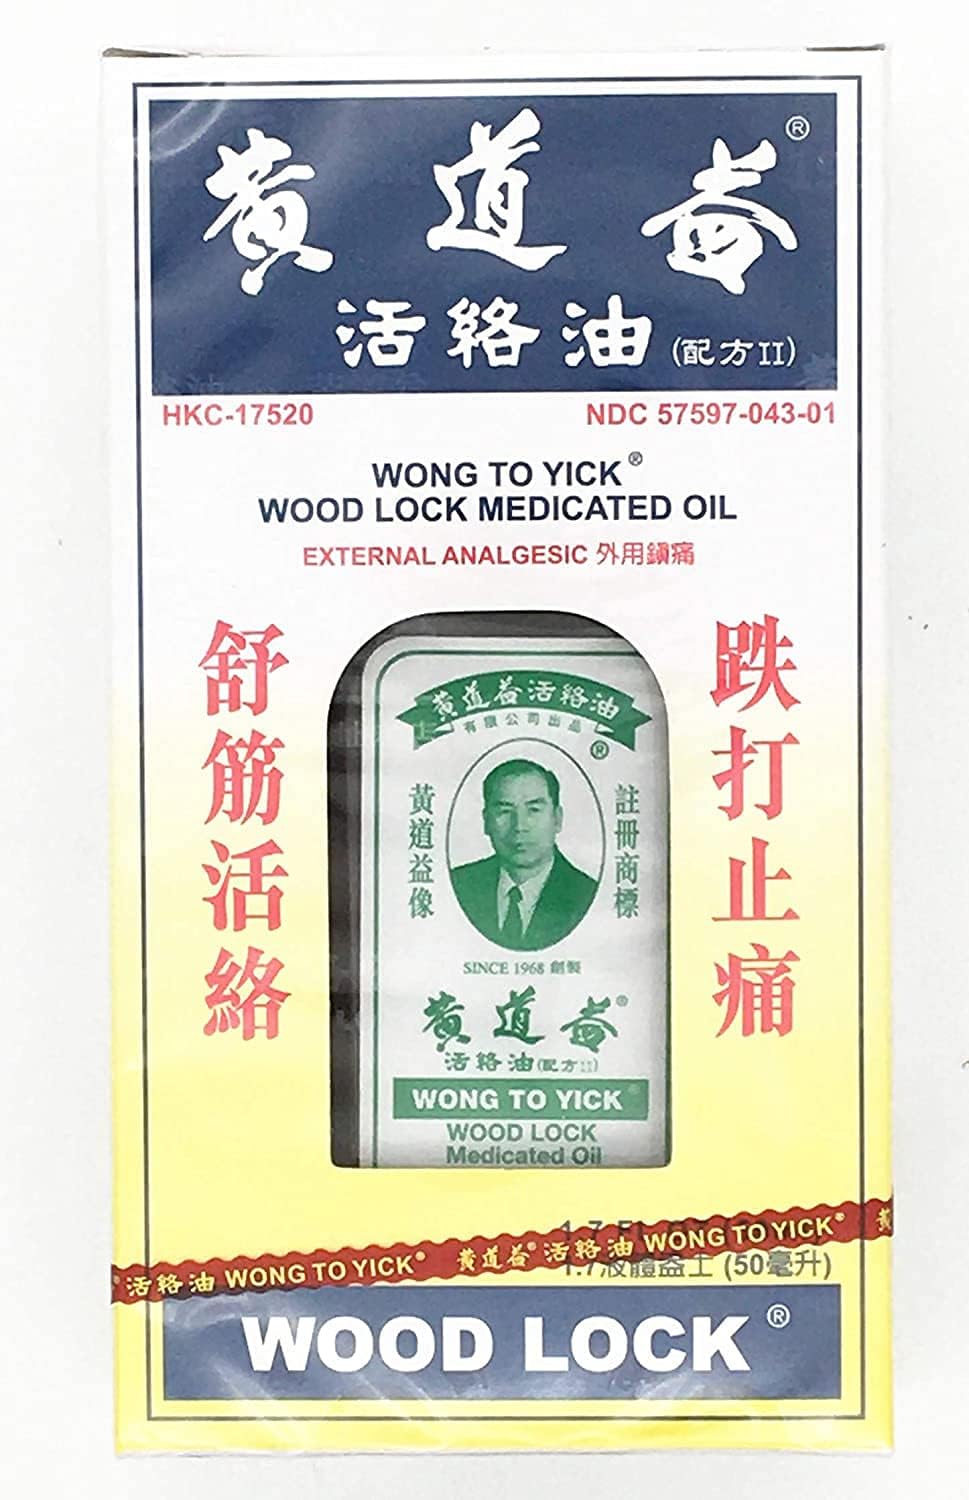 黃道益®
活絡油(配方II)
HKC-17520
NDC 57597-043-01
WONG TO YICK®
WOOD LOCK MEDICATED OIL
EXTERNAL ANALGESIC 外用鎭痛
跌打止痛
舒筋活絡
黃道益活絡油
有限公司出品
®
註冊商標
黃道益像
SINCE 1968 創製
黃道益®
活絡油(配方II)
WONG TO YICK®
WOOD LOCK
Medicated Oil
活絡油 WONG TO YICK® 黃道益® 活絡油 WONG TO YICK® 黃
1.7液體盎士 (50毫升)
WOOD LOCK®